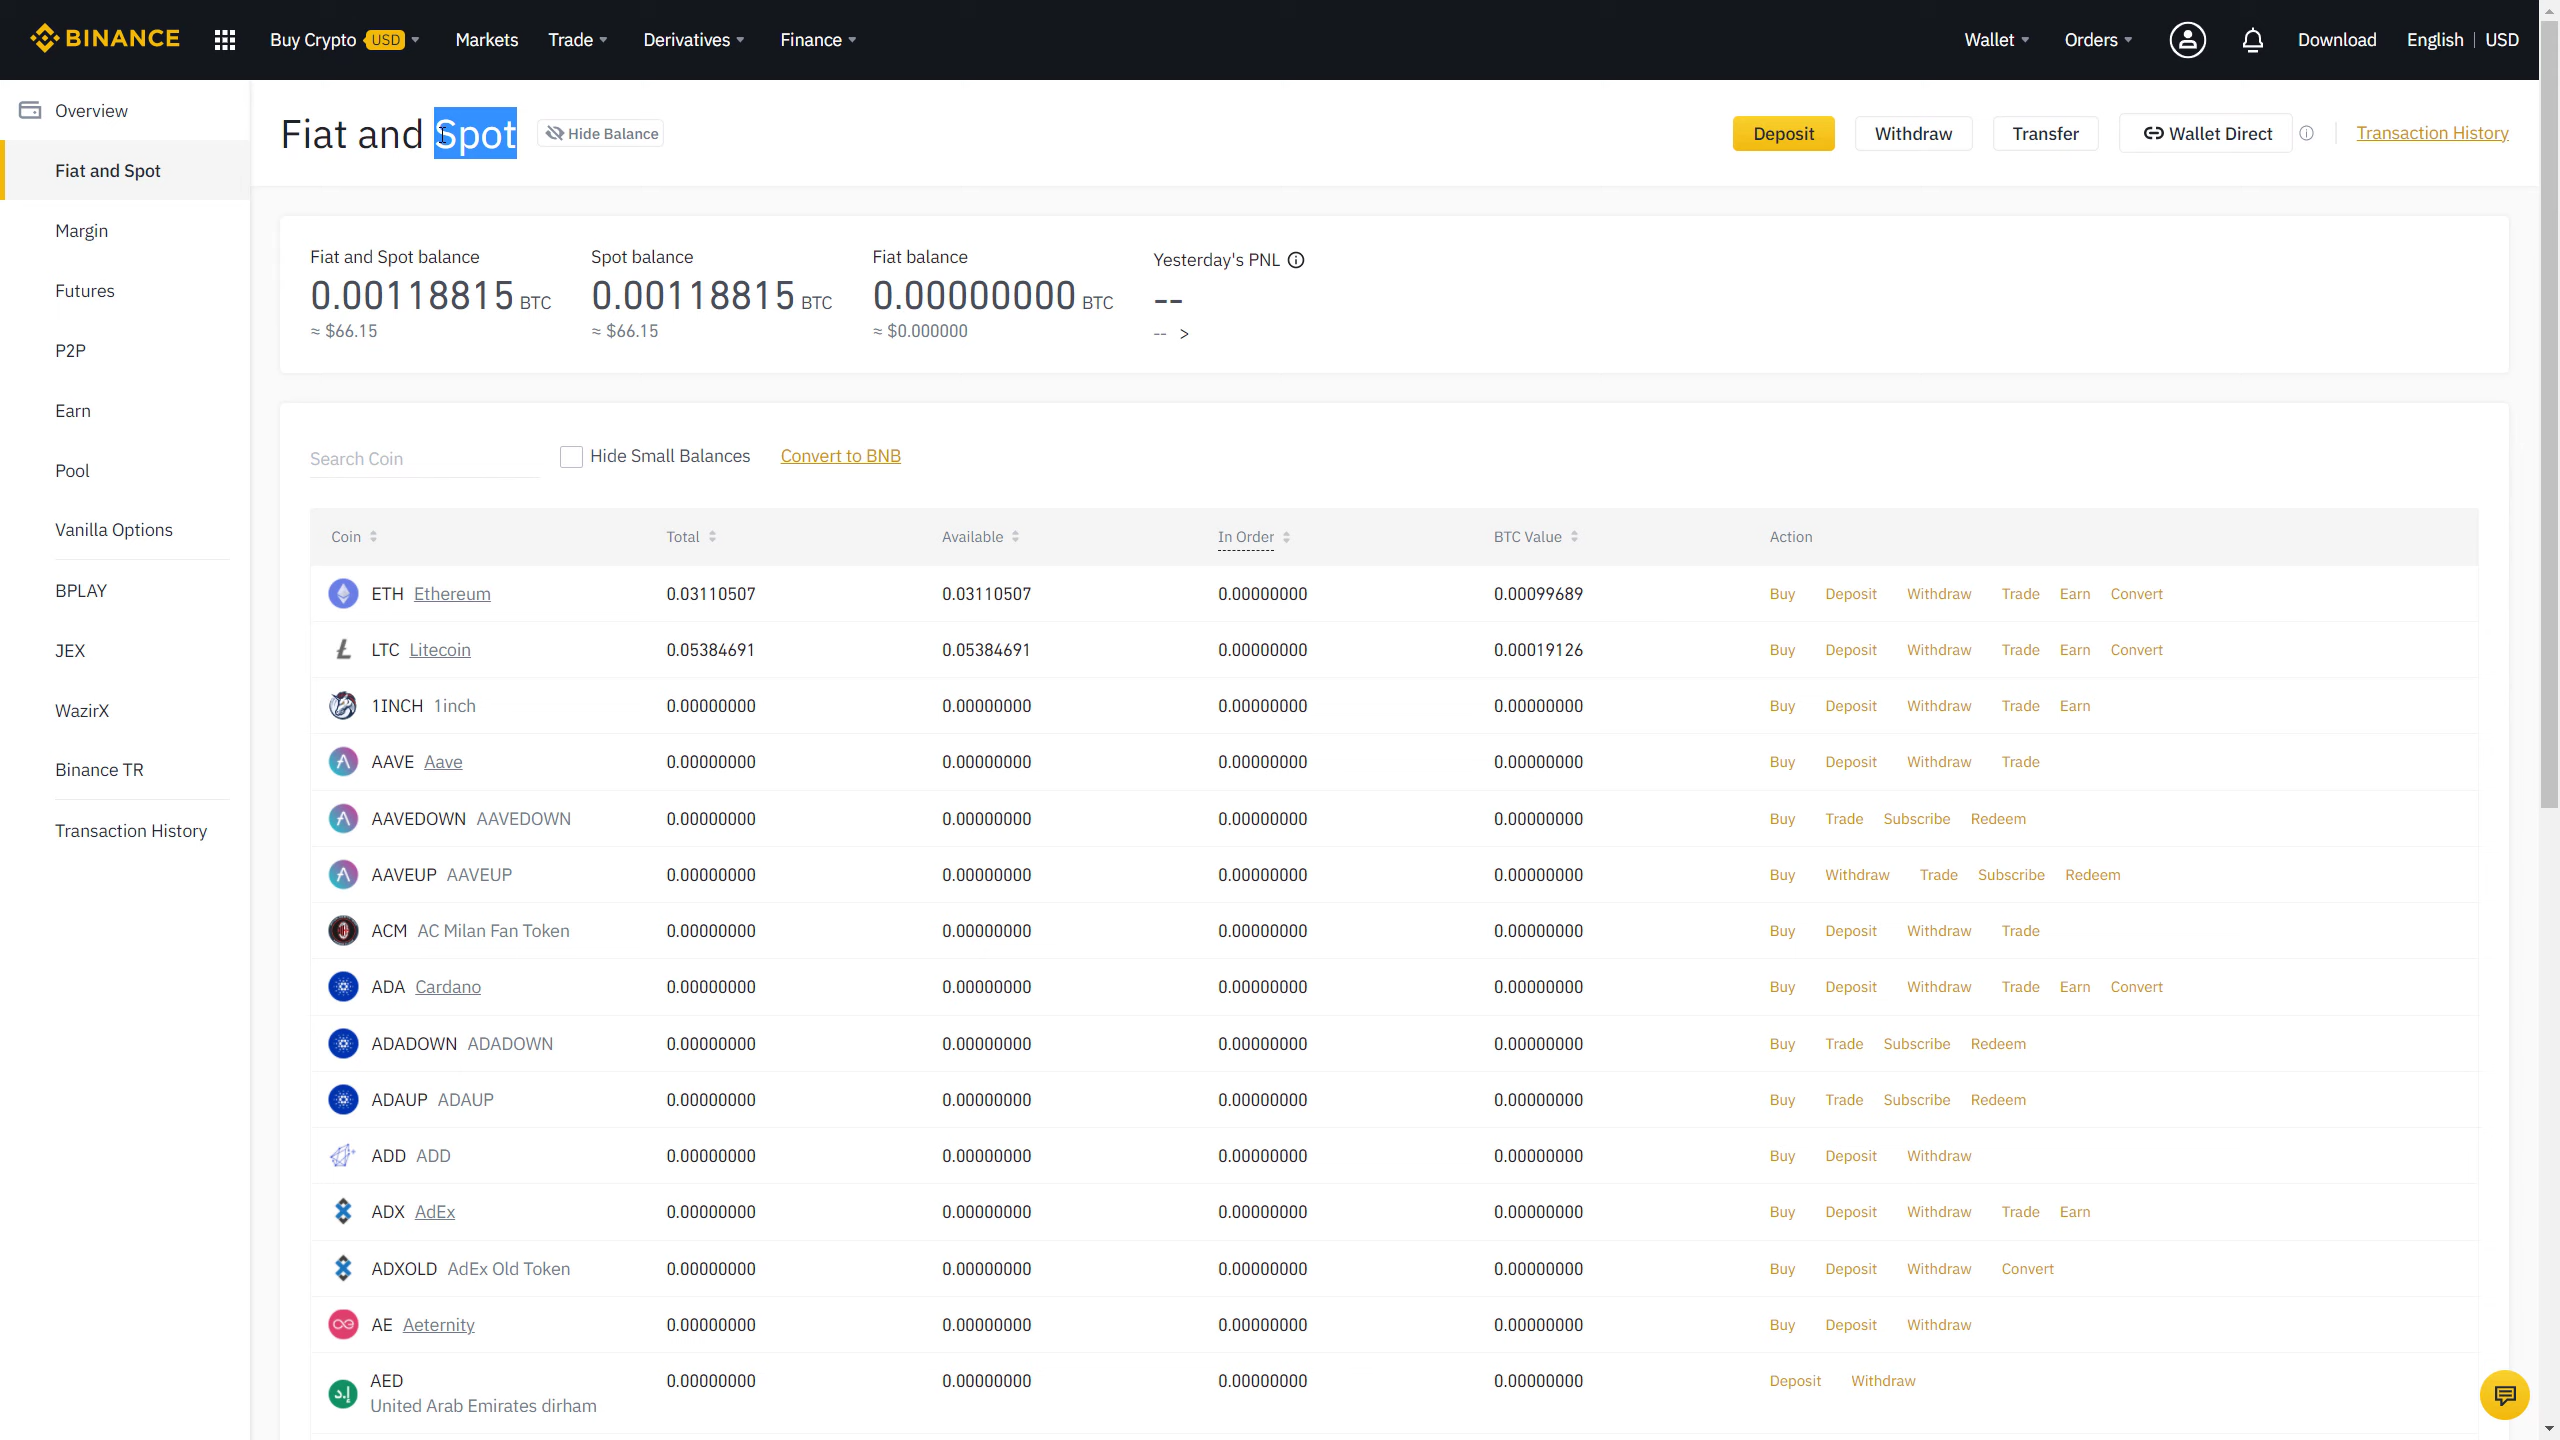 BINANCE Buy Crypto USD Markets Trade Derivatives Finance Wallet Orders Download English USD
Overview
Fiat and Spot
Margin
Futures
P2P
Earn
Pool
Vanilla Options
BPLAY
JEX
WazirX
Binance TR
Transaction History
Fiat and Spot Hide Balance Deposit Withdraw Transfer Wallet Direct Transaction History
Fiat and Spot balance Spot balance Fiat balance Yesterday's PNL
0.00118815 BTC 0.00118815 BTC 0.00000000 BTC --
≈ $66.15 ≈ $66.15 ≈ $0.000000 -- >
Search Coin Hide Small Balances Convert to BNB
Coin Total Available In Order BTC Value Action
ETH Ethereum 0.03110507 0.03110507 0.00000000 0.00099689 Buy Deposit Withdraw Trade Earn Convert
LTC Litecoin 0.05384691 0.05384691 0.00000000 0.00019126 Buy Deposit Withdraw Trade Earn Convert
1INCH 1inch 0.00000000 0.00000000 0.00000000 0.00000000 Buy Deposit Withdraw Trade Earn
AAVE Aave 0.00000000 0.00000000 0.00000000 0.00000000 Buy Deposit Withdraw Trade
AAVEDOWN AAVEDOWN 0.00000000 0.00000000 0.00000000 0.00000000 Buy Trade Subscribe Redeem
AAVEUP AAVEUP 0.00000000 0.00000000 0.00000000 0.00000000 Buy Withdraw Trade Subscribe Redeem
ACM AC Milan Fan Token 0.00000000 0.00000000 0.00000000 0.00000000 Buy Deposit Withdraw Trade
ADA Cardano 0.00000000 0.00000000 0.00000000 0.00000000 Buy Deposit Withdraw Trade Earn Convert
ADADOWN ADADOWN 0.00000000 0.00000000 0.00000000 0.00000000 Buy Trade Subscribe Redeem
ADAUP ADAUP 0.00000000 0.00000000 0.00000000 0.00000000 Buy Trade Subscribe Redeem
ADD ADD 0.00000000 0.00000000 0.00000000 0.00000000 Buy Deposit Withdraw
ADX AdEx 0.00000000 0.00000000 0.00000000 0.00000000 Buy Deposit Withdraw Trade Earn
ADXOLD AdEx Old Token 0.00000000 0.00000000 0.00000000 0.00000000 Buy Deposit Withdraw Convert
AE Aeternity 0.00000000 0.00000000 0.00000000 0.00000000 Buy Deposit Withdraw
AED 0.00000000 0.00000000 0.00000000 0.00000000 Deposit Withdraw
د.إ United Arab Emirates dirham